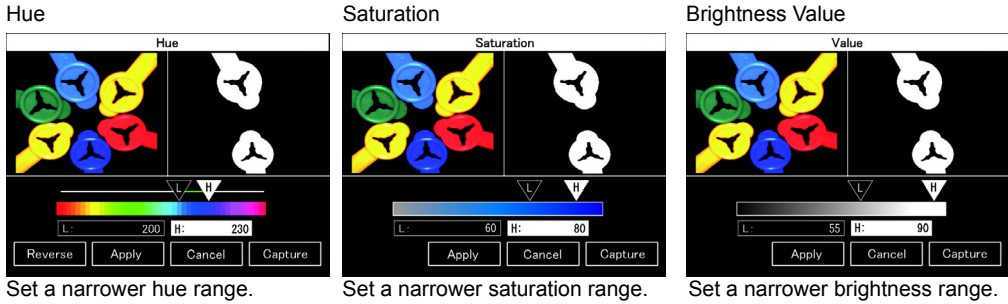 Hue
Saturation
Brightness Value
Hue
L H
L: 200 H: 230
Reverse Apply Cancel Capture
Saturation
L H
L: 60 H: 80
Apply Cancel Capture
Value
L H
L: 55 H: 90
Apply Cancel Capture
Set a narrower hue range.
Set a narrower saturation range.
Set a narrower brightness range.